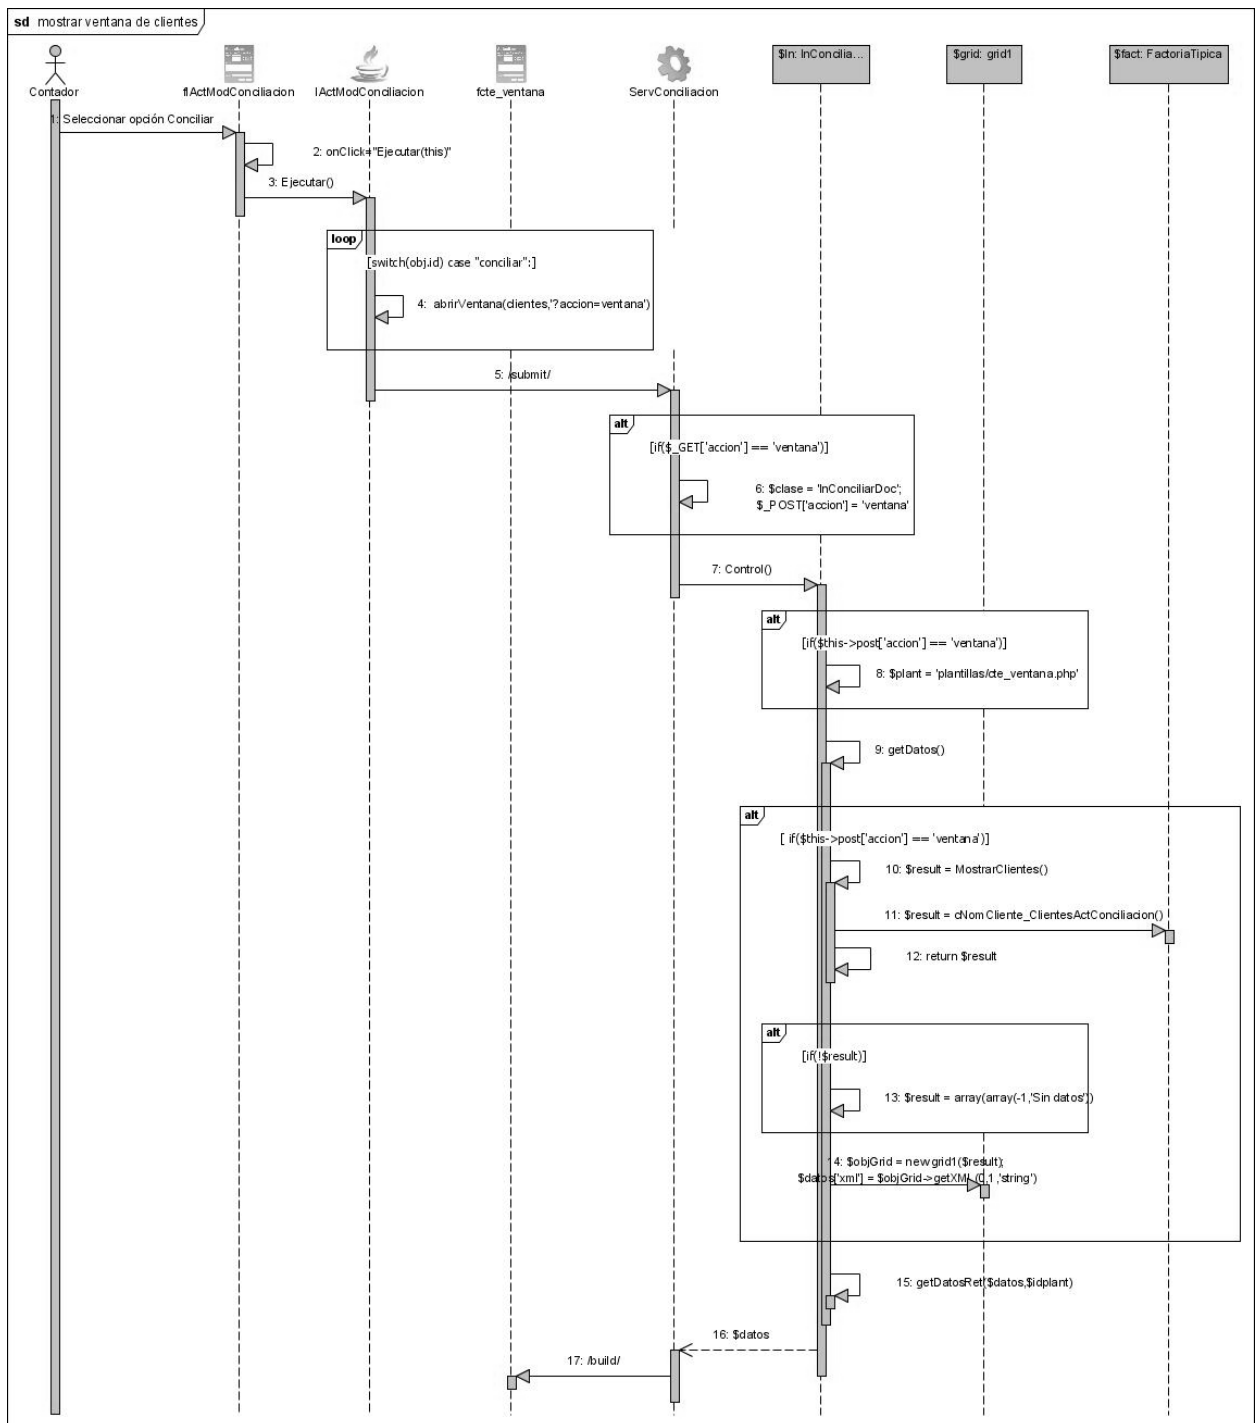 sd mostrar ventana de clientes
Contador
flActModConciliacion
lActModConciliacion
fcte_ventana
ServConciliacion
$In: InConcilia...
$grid: grid1
$fact: FactoriaTipica
1: Seleccionar opción Conciliar
2: onClick="Ejecutar(this)"
3: Ejecutar()
loop
[switch(obj.id) case "conciliar":]
4: abrirVentana(clientes,'?accion=ventana')
5: /submit/
alt
[if($_GET['accion'] == 'ventana')]
6: $clase = 'InConciliarDoc';
$_POST['accion'] = 'ventana'
7: Control()
alt
[if($this->post['accion'] == 'ventana')]
8: $plant = 'plantillas/cte_ventana.php'
9: getDatos()
alt
[ if($this->post['accion'] == 'ventana')]
10: $result = MostrarClientes()
11: $result = cNomCliente_ClientesActConciliacion()
12: return $result
alt
[if(!$result)]
13: $result = array(array(-1,'Sin datos'))
14: $objGrid = new grid1($result);
$datos['xml'] = $objGrid->getXML(0,1,'string')
15: getDatosRet($datos,$idplant)
16: $datos
17: /build/